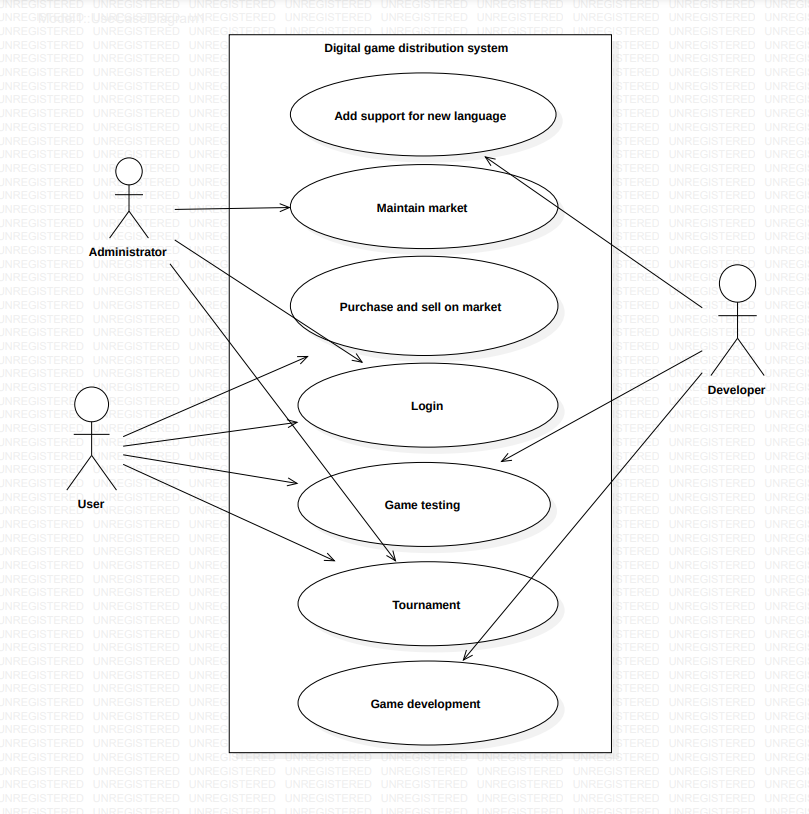 Model1::UseCaseDiagram1
Digital game distribution system
Add support for new language
Maintain market
Administrator
Purchase and sell on market
Developer
Login
User
Game testing
Tournament
Game development
UNREGISTERED